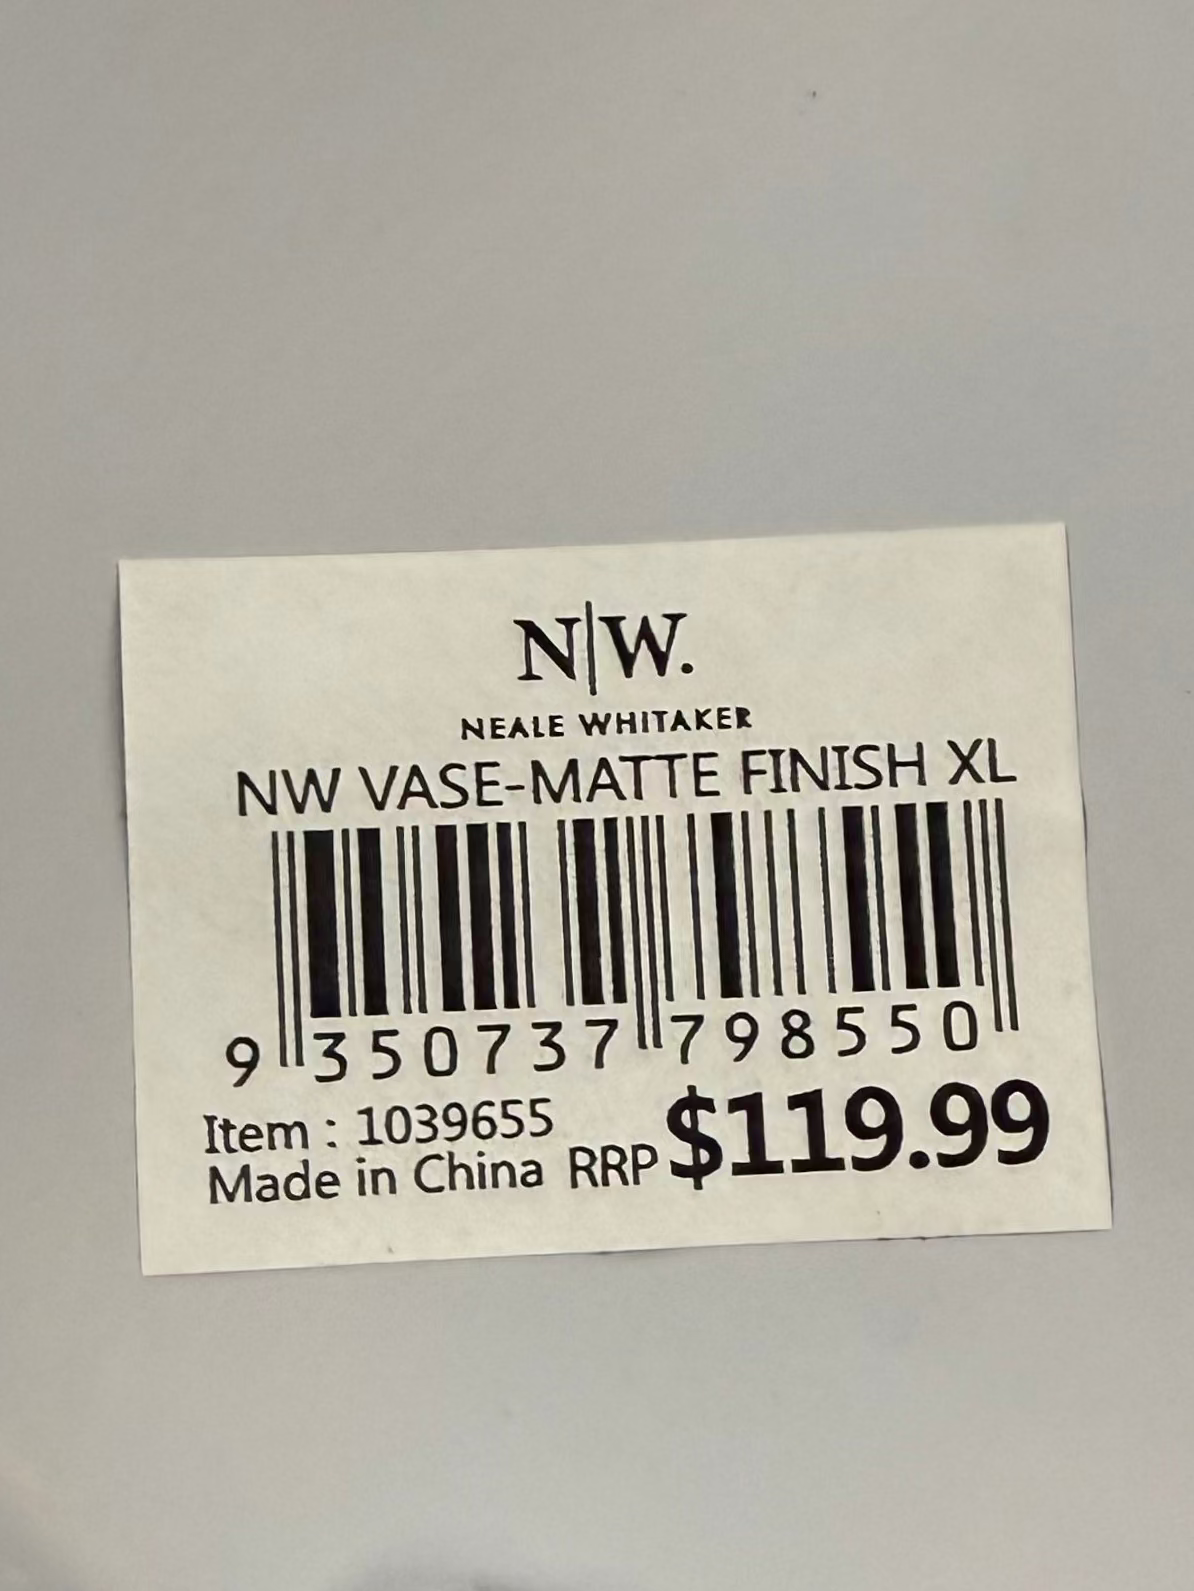 N|W.
NEALE WHITAKER
NW VASE-MATTE FINISH XL
9 350737 798550
Item : 1039655
Made in China RRP $119.99